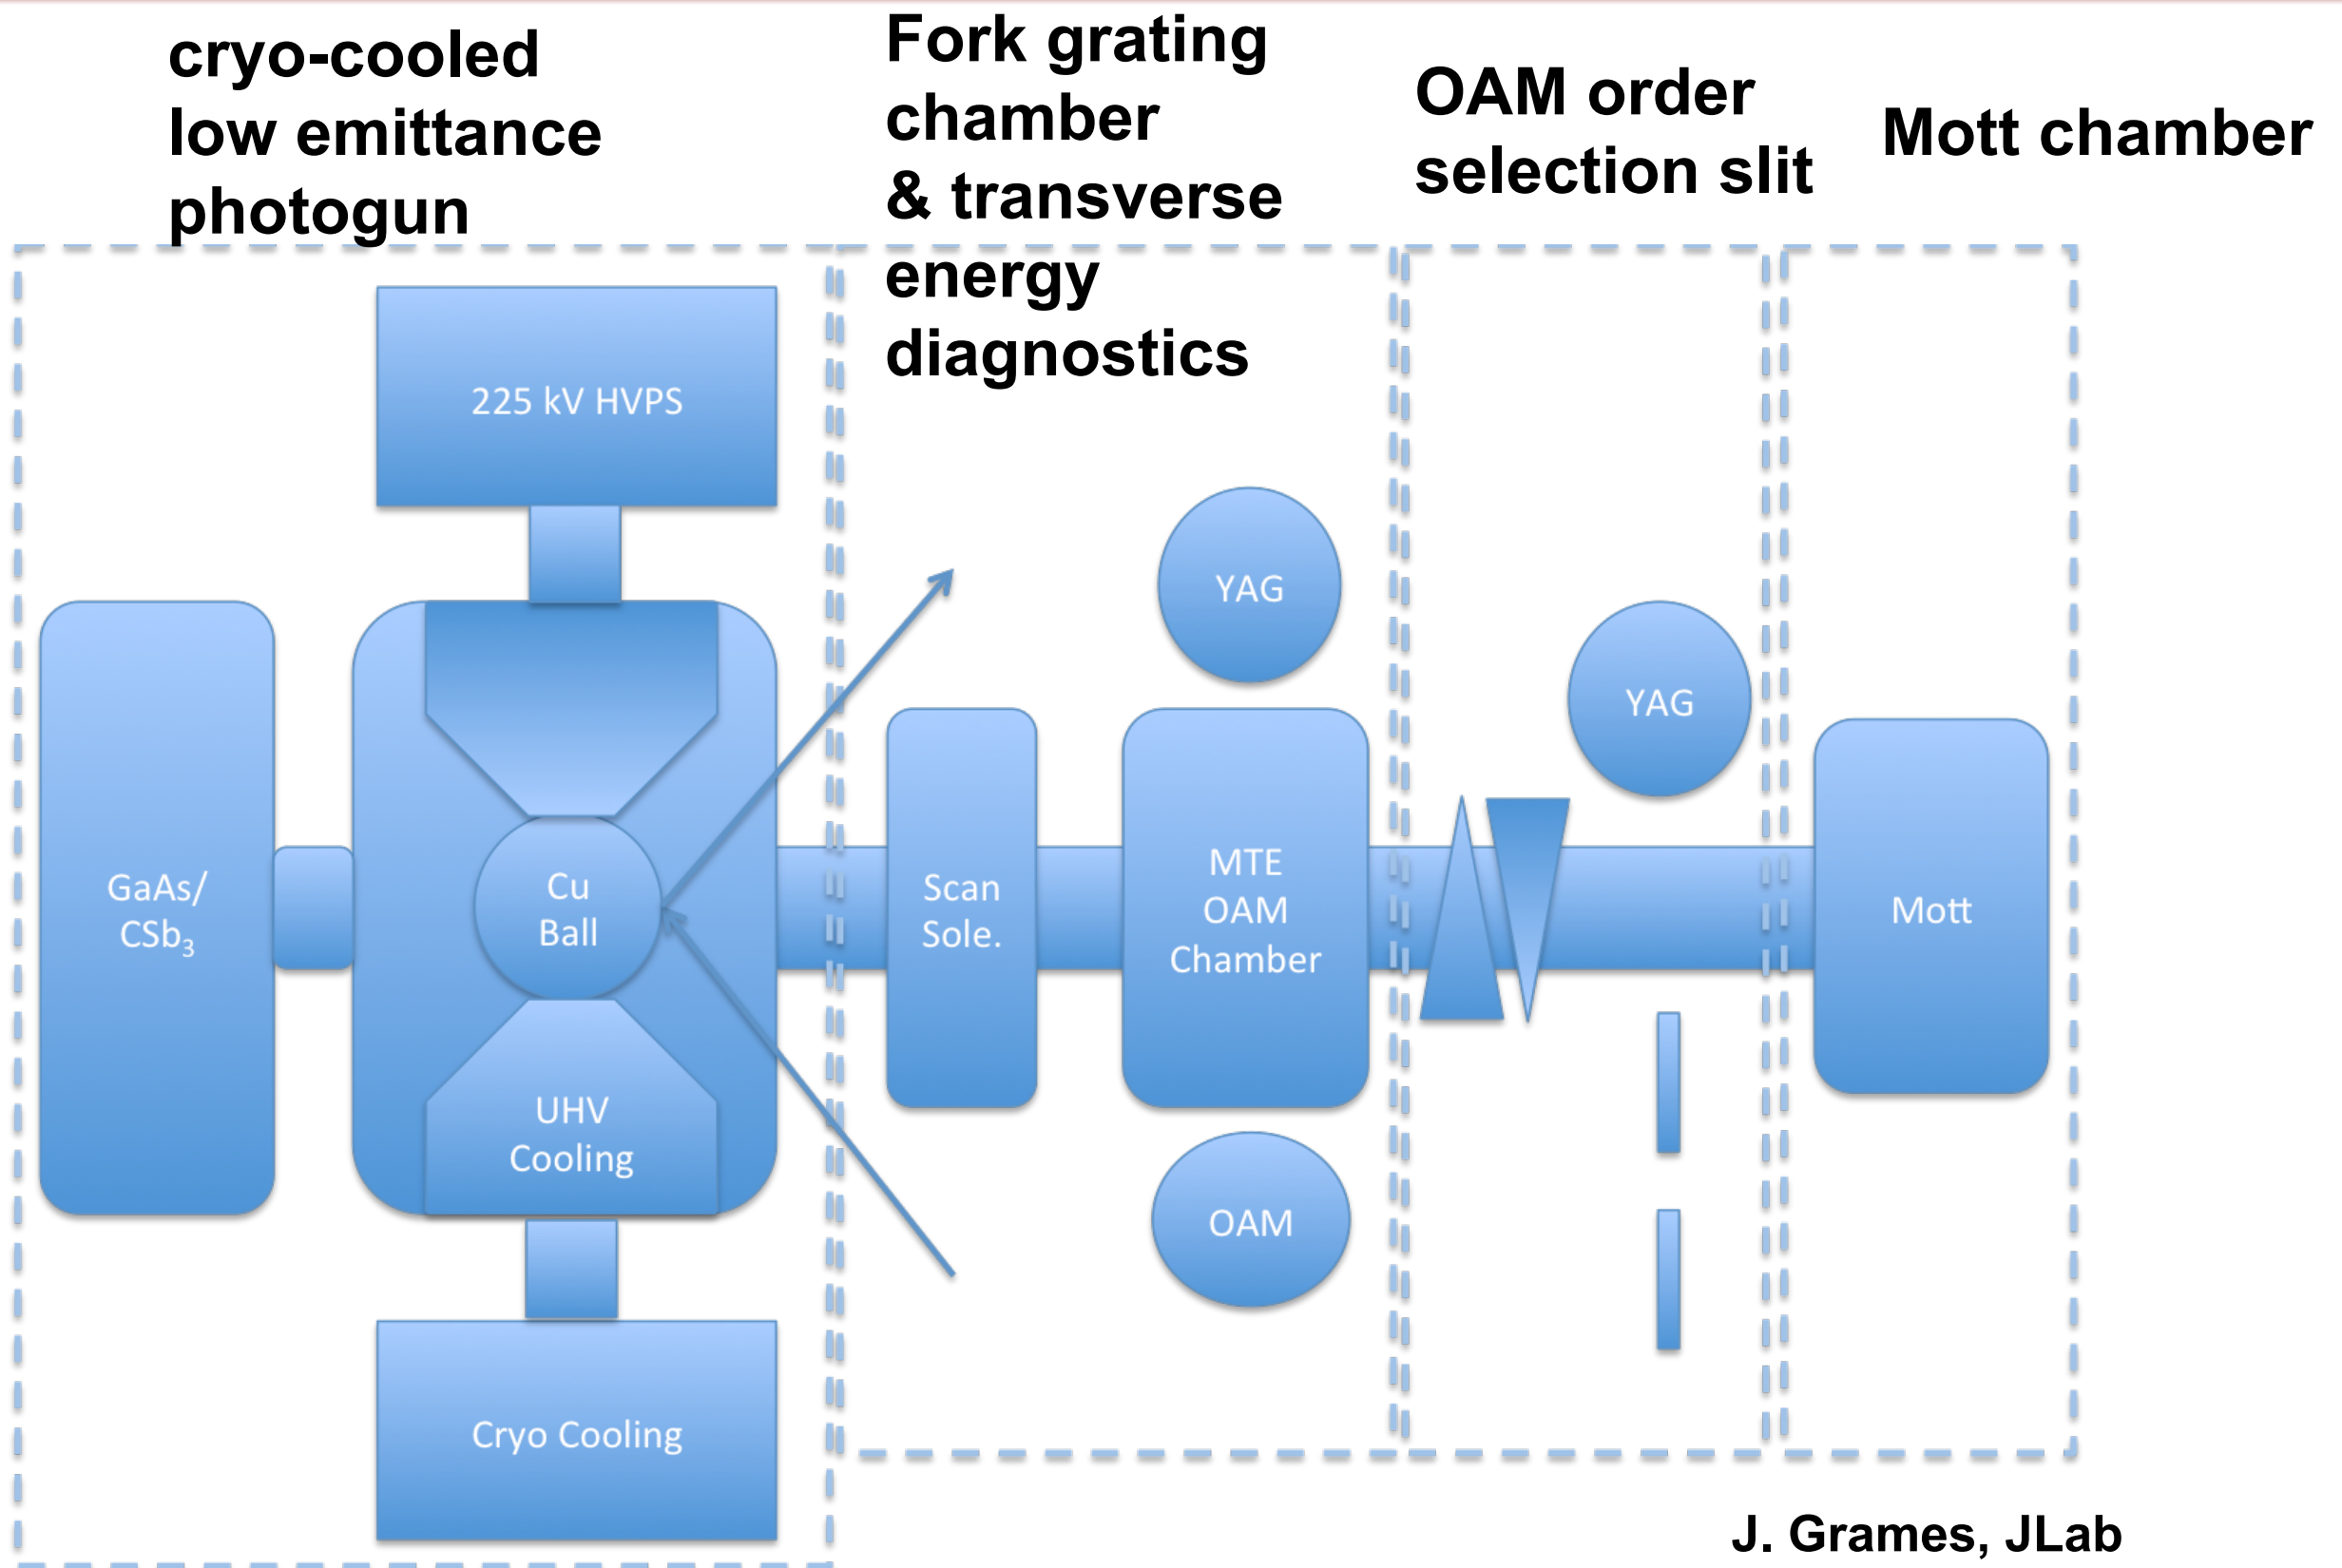 cryo-cooled
low emittance
photogun
Fork grating
chamber
& transverse
energy
diagnostics
OAM order
selection slit
Mott chamber
225 kV HVPS
GaAs/
CSb₃
Cu
Ball
UHV
Cooling
Cryo Cooling
Scan
Sole.
YAG
MTE
OAM
Chamber
OAM
YAG
Mott
J. Grames, JLab